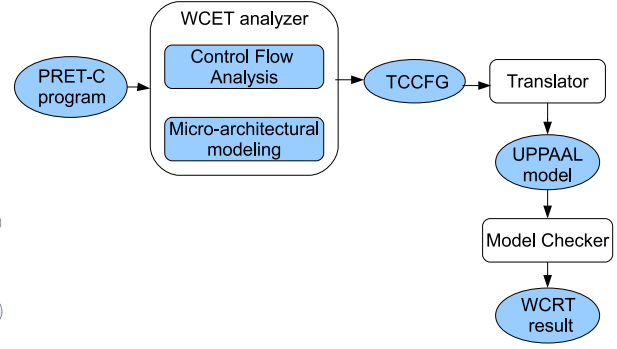 WCET analyzer
Control Flow
Analysis
PRET-C
program
TCCFG
Translator
Micro-architectural
modeling
UPPAAL
model
Model Checker
WCRT
result